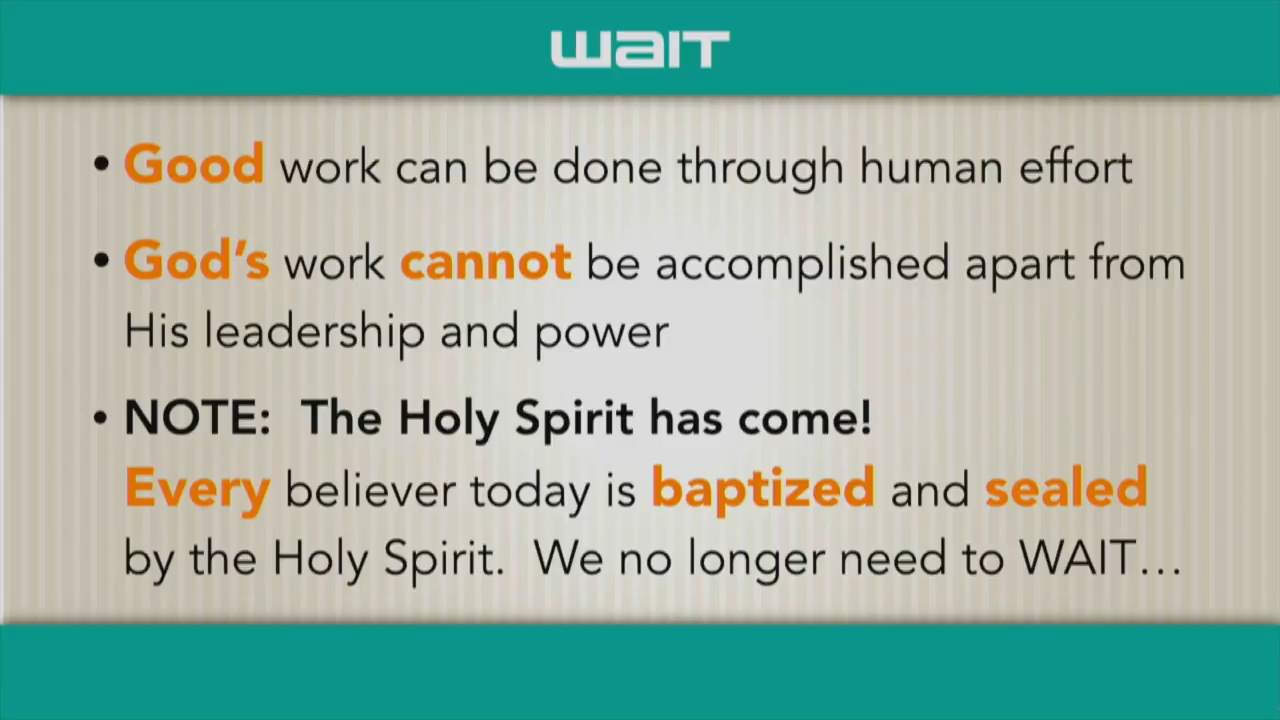 WAIT
• Good work can be done through human effort
• God's work cannot be accomplished apart from
His leadership and power
• NOTE: The Holy Spirit has come!
Every believer today is baptized and sealed
by the Holy Spirit. We no longer need to WAIT…